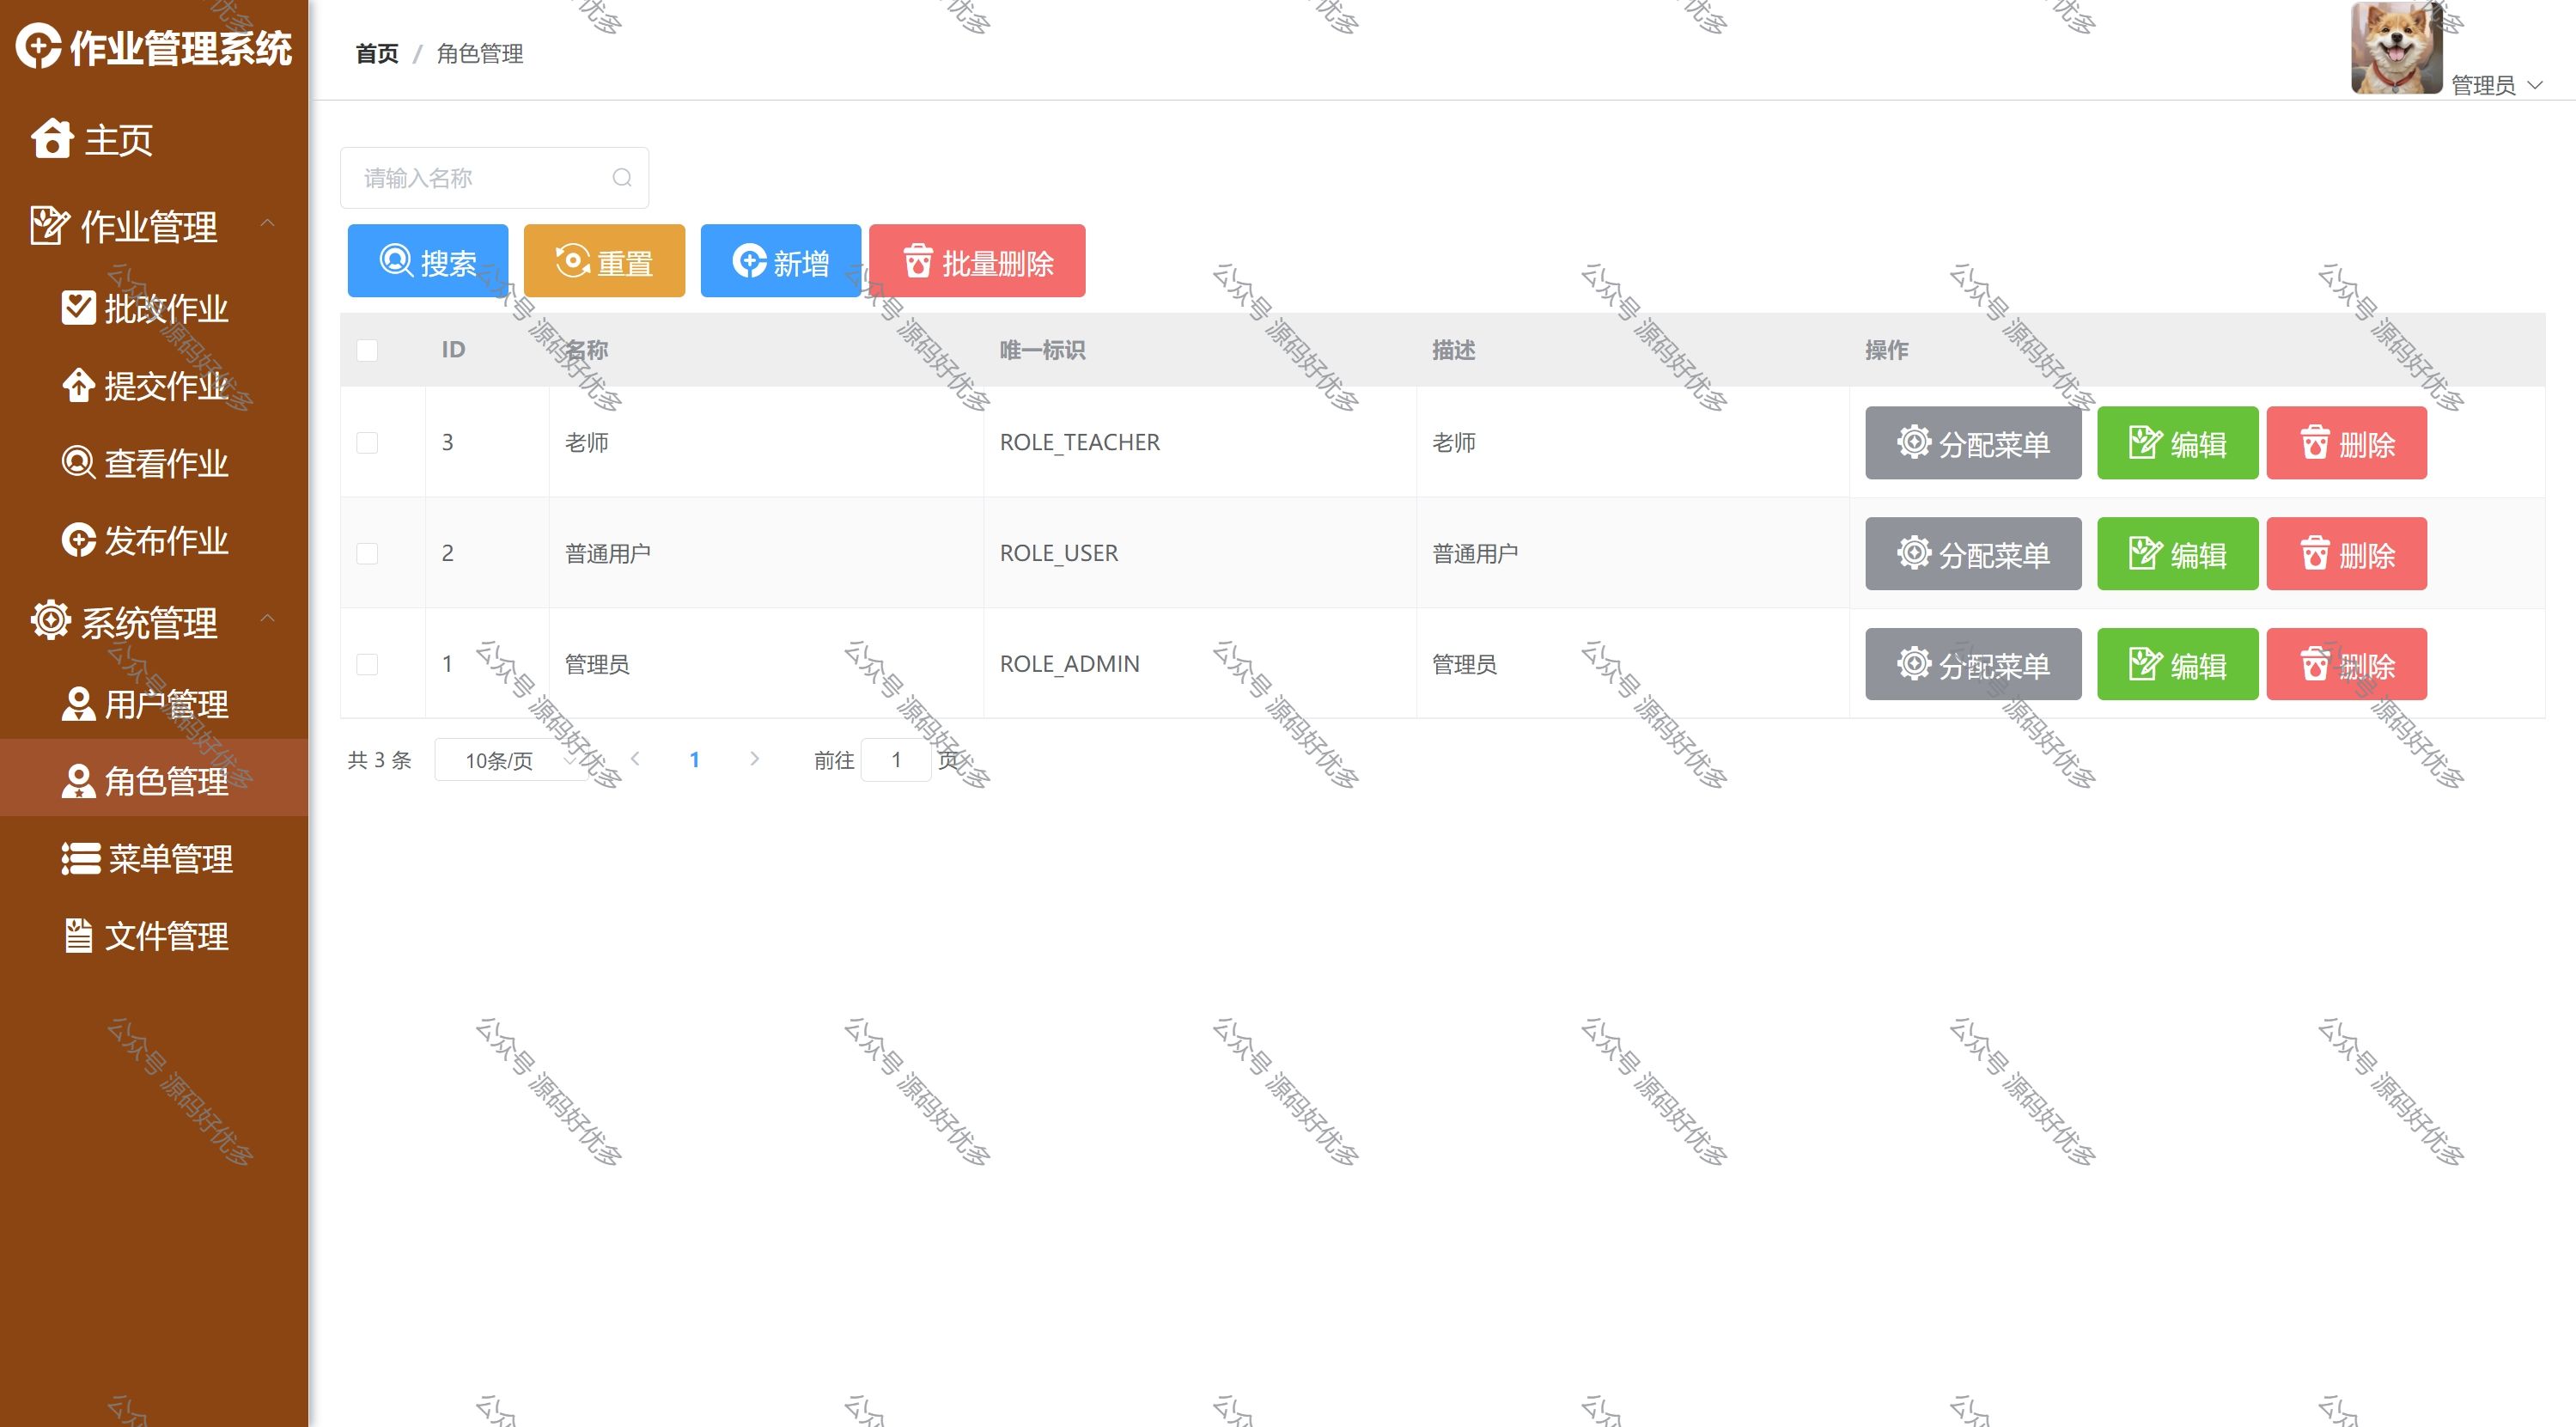 作业管理系统
主页
作业管理
批改作业
提交作业
查看作业
发布作业
系统管理
用户管理
角色管理
菜单管理
文件管理
首页 / 角色管理
管理员
请输入名称
搜索 重置 新增 批量删除
ID 名称 唯一标识 描述 操作
3 老师 ROLE_TEACHER 老师 分配菜单 编辑 删除
2 普通用户 ROLE_USER 普通用户 分配菜单 编辑 删除
1 管理员 ROLE_ADMIN 管理员 分配菜单 编辑 删除
共 3 条 10条/页 1 前往 1 页
公众号 源码好优多